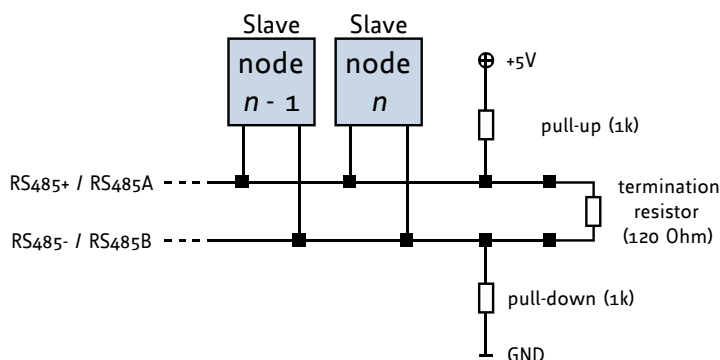 Slave
Slave
node
n - 1
node
n
+5V
pull-up (1k)
RS485+ / RS485A
termination
resistor
(120 Ohm)
RS485- / RS485B
pull-down (1k)
GND